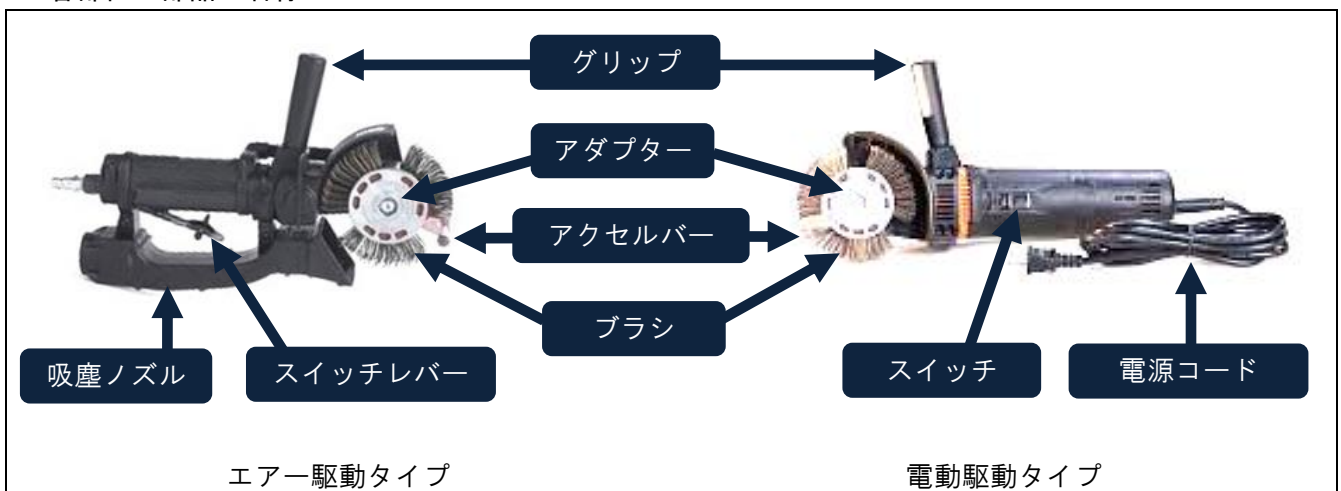 グリップ
アダプター
アクセルバー
ブラシ
吸塵ノズル
スイッチレバー
スイッチ
電源コード
エアー駆動タイプ
電動駆動タイプ